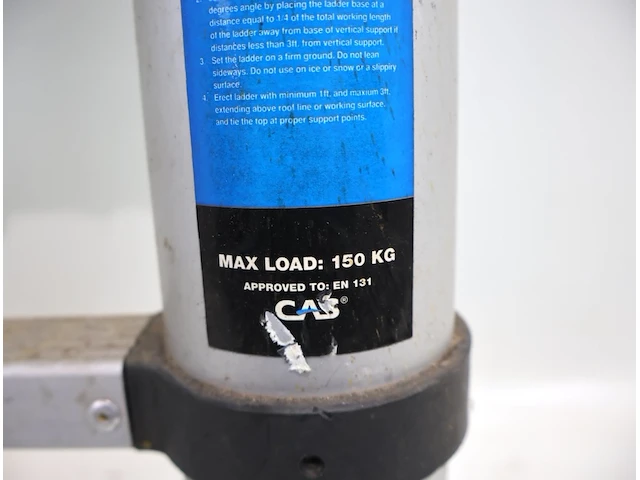 degrees angle by placing the ladder base at a
distance equal to 1/4 of the total working length
of the ladder away from base of vertical support if
distances less than 3ft. from vertical support.
3. Set the ladder on a firm ground. Do not lean
sideways. Do not use on ice or snow or a slippry
surface.
4. Erect ladder with minimum 1ft. and maxium 3ft.
extending above roof line or working surface,
and tie the top at proper support points.
MAX LOAD: 150 KG
APPROVED TO: EN 131
CAS®